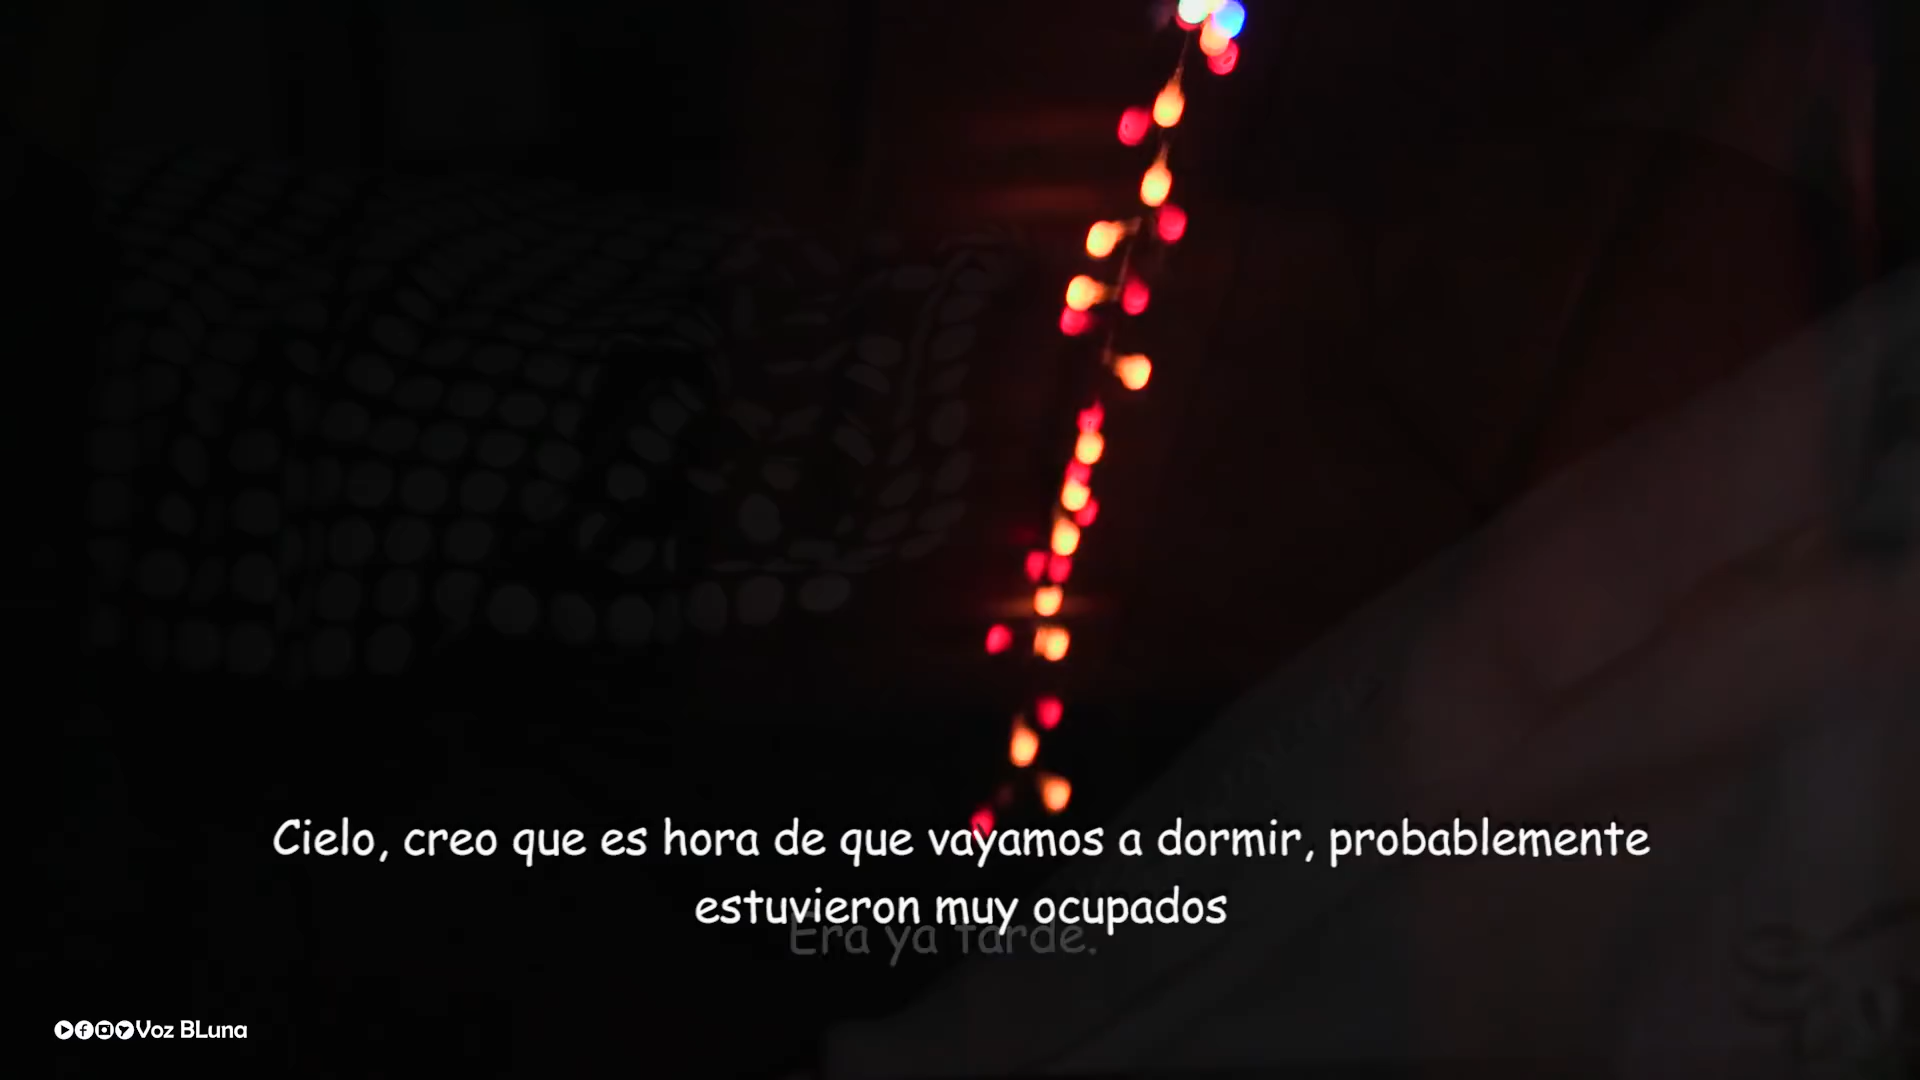 Cielo, creo que es hora de que vayamos a dormir, probablemente
estuvieron muy ocupados
Era ya tarde.
Voz BLuna